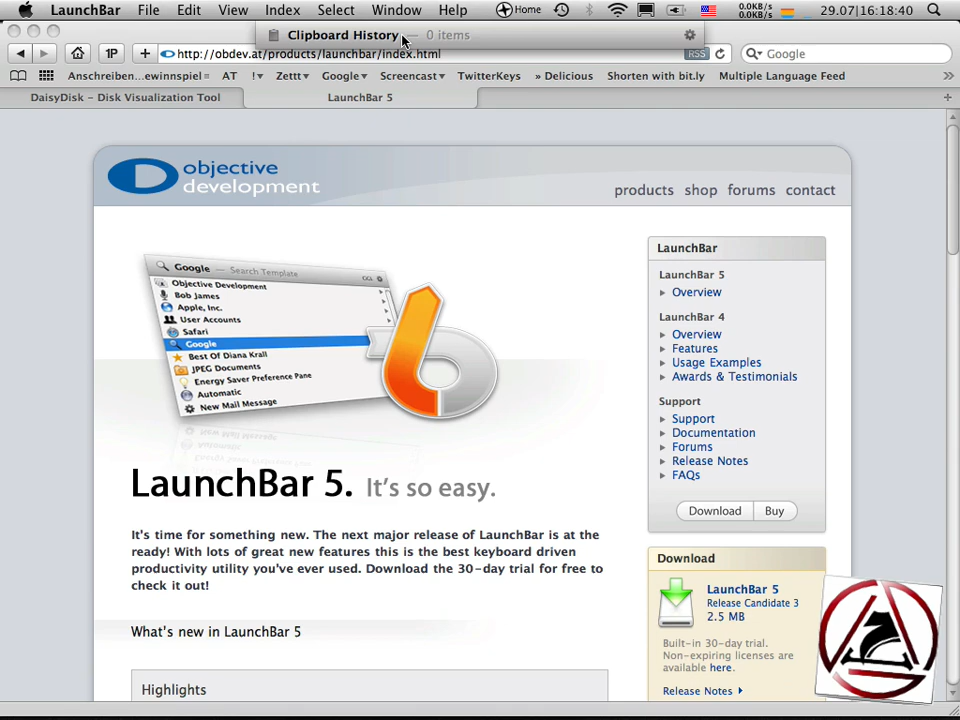 LaunchBar File Edit View Index Select Window Help Home 0.0KB/s 0.0KB/s 29.07|16:18:40
Clipboard History — 0 items
1P + http://obdev.at/products/launchbar/index.html RSS Google
Anschreiben...ewinnspiel AT ! Zettt Google Screencast TwitterKeys » Delicious Shorten with bit.ly Multiple Language Feed »
DaisyDisk – Disk Visualization Tool LaunchBar 5 +
objective
development
products shop forums contact
Google — Search Template
Objective Development
Bob James
Apple, Inc.
User Accounts
Safari
Google
Best Of Diana Krall
JPEG Documents
Energy Saver Preference Pane
Automatic
New Mail Message
LaunchBar 5. It's so easy.
It's time for something new. The next major release of LaunchBar is at the
ready! With lots of great new features this is the best keyboard driven
productivity utility you've ever used. Download the 30-day trial for free to
check it out!
What's new in LaunchBar 5
Highlights
LaunchBar
LaunchBar 5
Overview
LaunchBar 4
Overview
Features
Usage Examples
Awards & Testimonials
Support
Support
Documentation
Forums
Release Notes
FAQs
Download Buy
Download
LaunchBar 5
Release Candidate 3
2.5 MB
Built-in 30-day trial.
Non-expiring licenses are
available here.
Release Notes